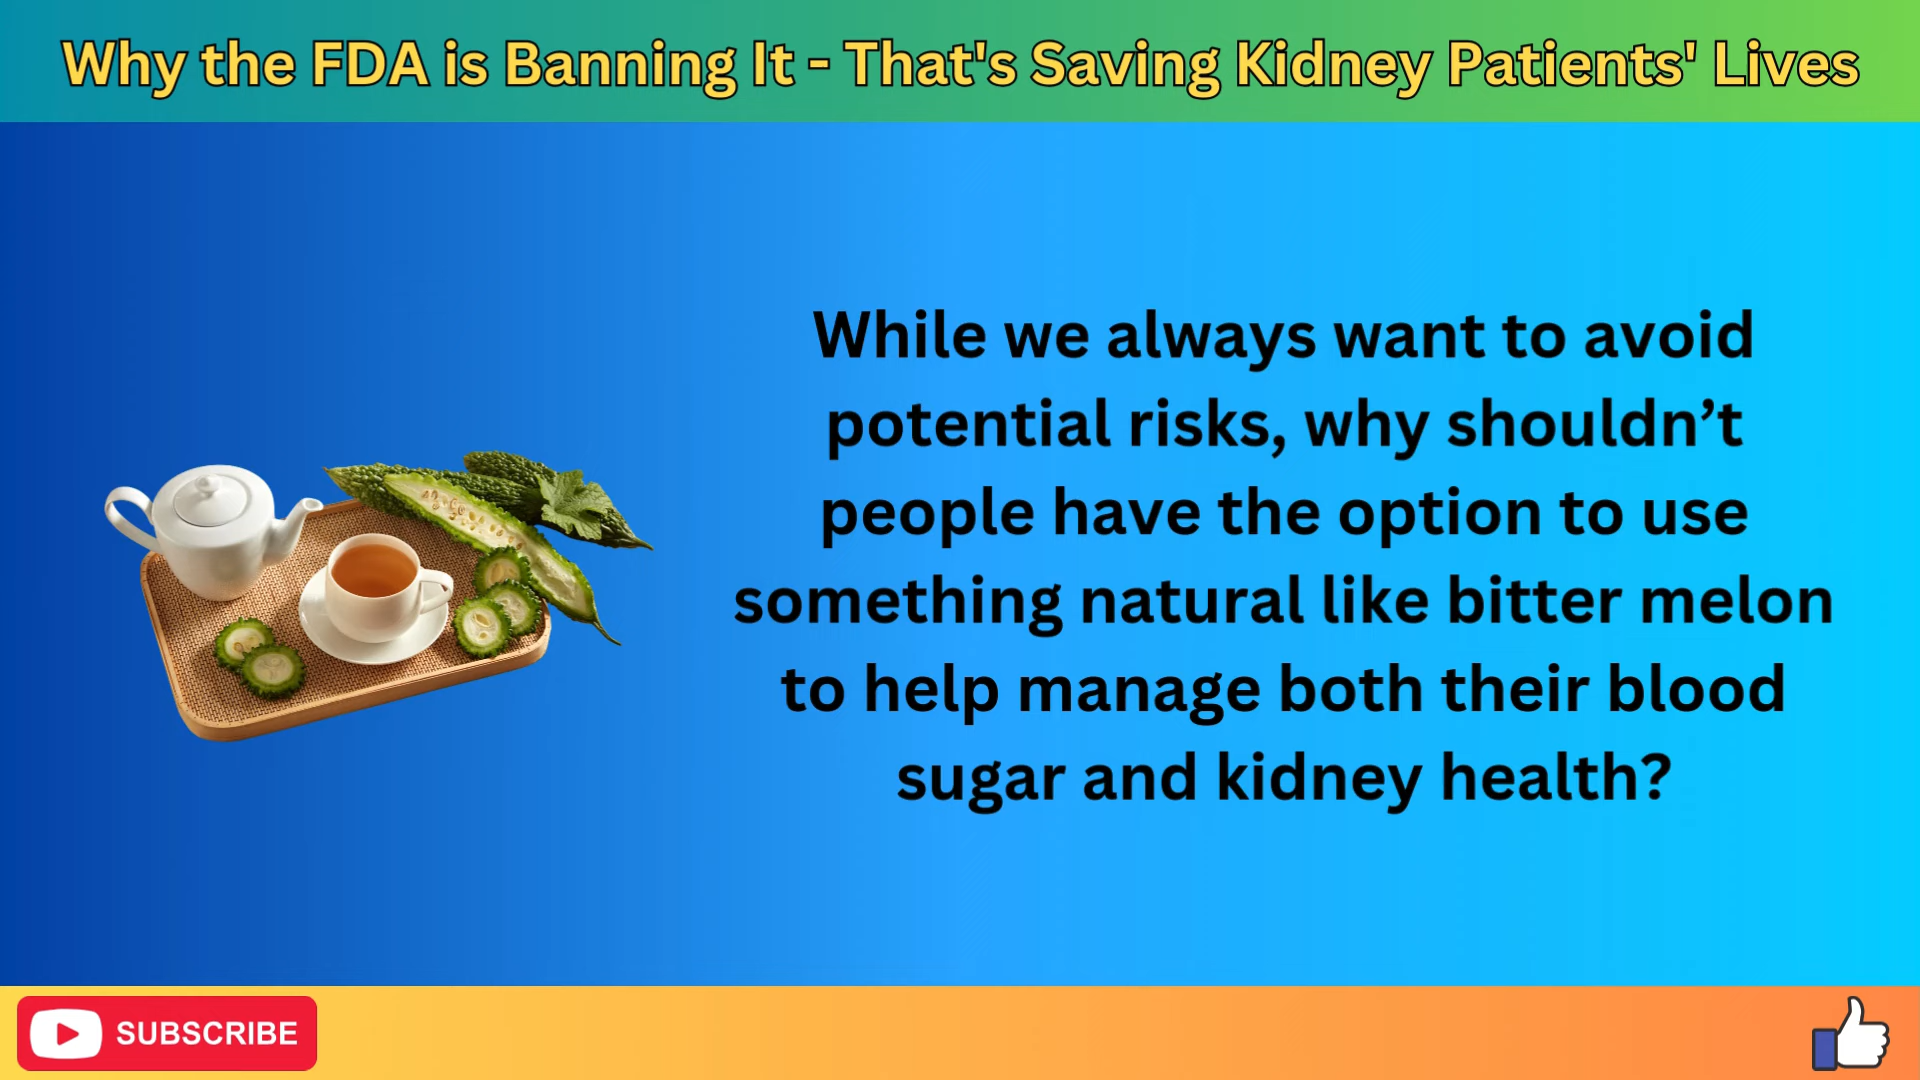 Why the FDA is Banning It - That's Saving Kidney Patients' Lives
While we always want to avoid
potential risks, why shouldn’t
people have the option to use
something natural like bitter melon
to help manage both their blood
sugar and kidney health?
SUBSCRIBE